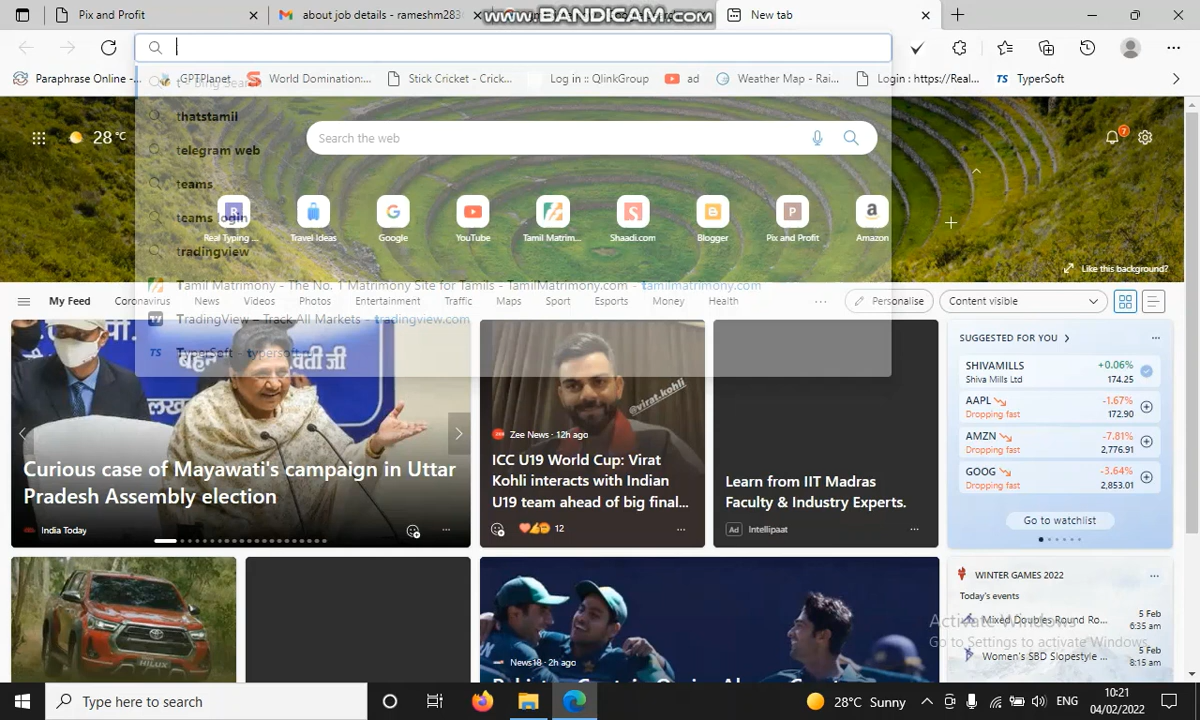 Pix and Profit
about job details - rameshm283
www.BANDICAM.com
New tab
Paraphrase Online -...
GPTPlanet
World Domination:...
Stick Cricket - Crick...
Log in :: QlinkGroup
ad
Weather Map - Rai...
Login : https://Real...
TS
TyperSoft
t - Bing Search
thatstamil
telegram web
teams
teams login
tradingview
Tamil Matrimony - The No. 1 Matrimony Site for Tamils - TamilMatrimony.com - tamilmatrimony.com
TradingView – Track All Markets - tradingview.com
TS TyperSoft -
28 °C
Search the web
7
Real Typing ...
Travel Ideas
Google
YouTube
Tamil Matrim...
Shaadi.com
Blogger
Pix and Profit
Amazon
Like this background?
My Feed
Coronavirus
News
Videos
Photos
Entertainment
Traffic
Maps
Sport
Esports
Money
Health
...
Personalise
Content visible
बहन
वती जी
Curious case of Mayawati's campaign in Uttar
Pradesh Assembly election
India Today
@virat.kohli
Zee News · 12h ago
ICC U19 World Cup: Virat
Kohli interacts with Indian
U19 team ahead of big final...
12
Learn from IIT Madras
Faculty & Industry Experts.
Ad Intellipaat
SUGGESTED FOR YOU
SHIVAMILLS +0.06%
Shiva Mills Ltd 174.25
AAPL -1.67%
Dropping fast 172.90
AMZN -7.81%
Dropping fast 2,776.91
GOOG -3.64%
Dropping fast 2,853.01
Go to watchlist
HILUX
News18 · 2h ago
WINTER GAMES 2022
Today's events
Mixed Doubles Round Ro... 5 Feb
6:35 am
Women's SBD Slopestyle ... 5 Feb
8:15 am
Activate Windows
Go to Settings to activate Windows.
Type here to search
28°C Sunny
ENG
10:21
04/02/2022